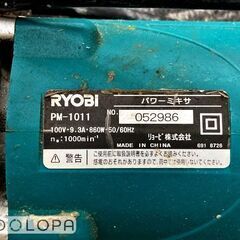 RYOBI
パワーミキサ
PM-1011
NO. 052986
100V・9.3A・860W・50/60Hz
n₀:1000min⁻¹
リョービ株式会社
MADE IN CHINA
691 8726
警告
OOLOPA